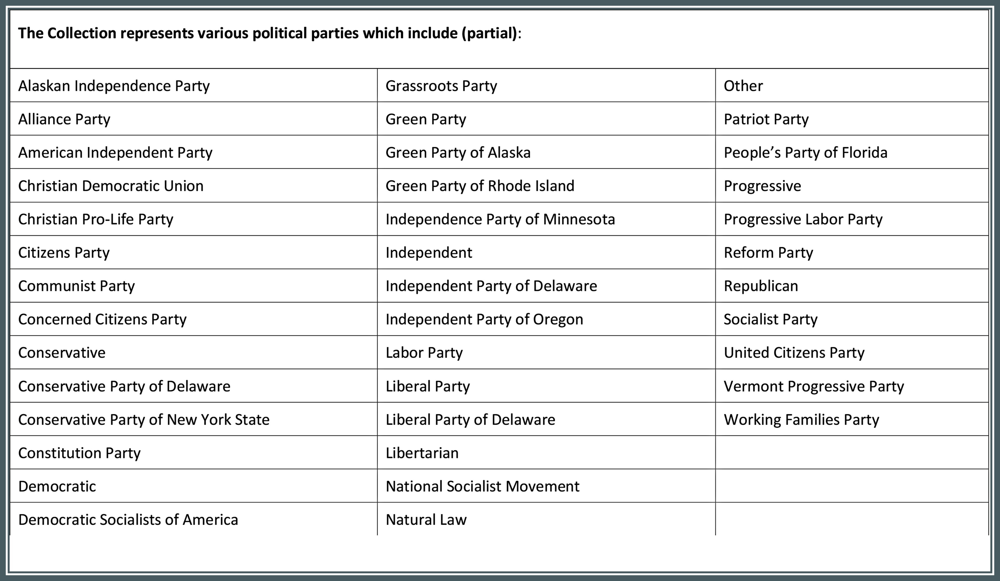 The Collection represents various political parties which include (partial):
Alaskan Independence Party Grassroots Party Other
Alliance Party Green Party Patriot Party
American Independent Party Green Party of Alaska People’s Party of Florida
Christian Democratic Union Green Party of Rhode Island Progressive
Christian Pro-Life Party Independence Party of Minnesota Progressive Labor Party
Citizens Party Independent Reform Party
Communist Party Independent Party of Delaware Republican
Concerned Citizens Party Independent Party of Oregon Socialist Party
Conservative Labor Party United Citizens Party
Conservative Party of Delaware Liberal Party Vermont Progressive Party
Conservative Party of New York State Liberal Party of Delaware Working Families Party
Constitution Party Libertarian
Democratic National Socialist Movement
Democratic Socialists of America Natural Law